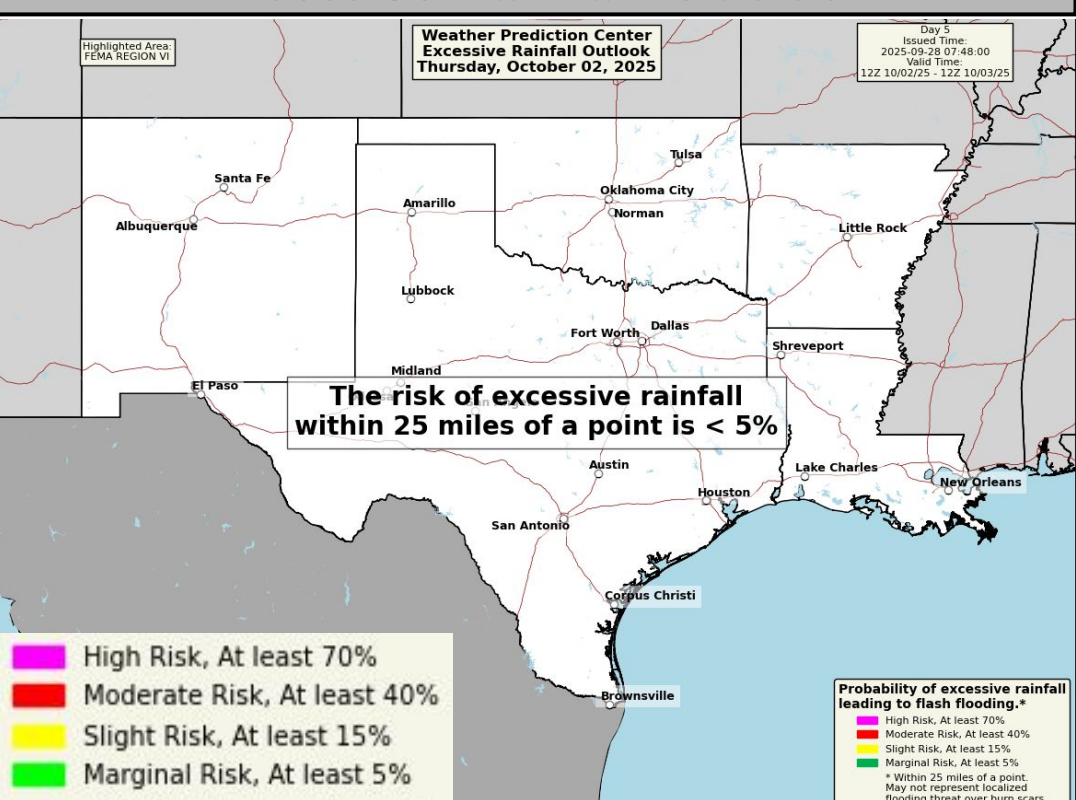 Highlighted Area:
FEMA REGION VI
Weather Prediction Center
Excessive Rainfall Outlook
Thursday, October 02, 2025
Day 5
Issued Time:
2025-09-28 07:48:00
Valid Time:
12Z 10/02/25 - 12Z 10/03/25
Tulsa
Santa Fe
Oklahoma City
Amarillo
Norman
Albuquerque
Little Rock
Lubbock
Fort Worth
Dallas
Shreveport
Midland
El Paso
The risk of excessive rainfall
within 25 miles of a point is < 5%
Austin
Lake Charles
New Orleans
Houston
San Antonio
Corpus Christi
Brownsville
High Risk, At least 70%
Moderate Risk, At least 40%
Slight Risk, At least 15%
Marginal Risk, At least 5%
Probability of excessive rainfall
leading to flash flooding.*
High Risk, At least 70%
Moderate Risk, At least 40%
Slight Risk, At least 15%
Marginal Risk, At least 5%
* Within 25 miles of a point.
May not represent localized
flooding threat over burn scars